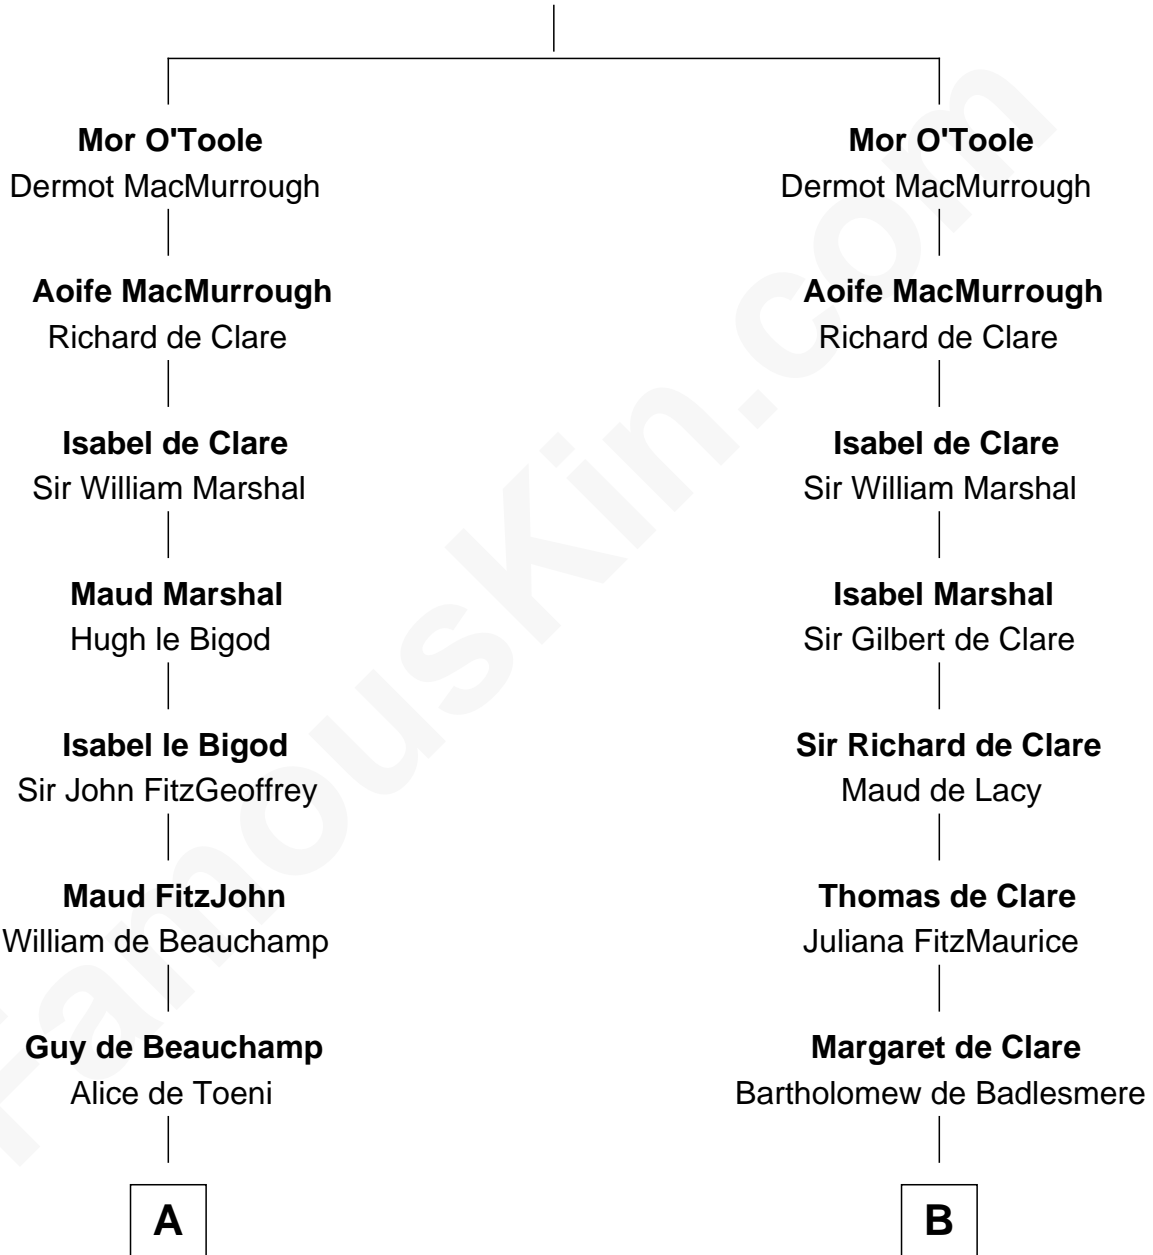 Mor O'Toole
Dermot MacMurrough
Aoife MacMurrough
Richard de Clare
Isabel de Clare
Sir William Marshal
Maud Marshal
Hugh le Bigod
Isabel le Bigod
Sir John FitzGeoffrey
Maud FitzJohn
William de Beauchamp
Guy de Beauchamp
Alice de Toeni
A
Mor O'Toole
Dermot MacMurrough
Aoife MacMurrough
Richard de Clare
Isabel de Clare
Sir William Marshal
Isabel Marshal
Sir Gilbert de Clare
Sir Richard de Clare
Maud de Lacy
Thomas de Clare
Juliana FitzMaurice
Margaret de Clare
Bartholomew de Badlesmere
B
FamousKin.com